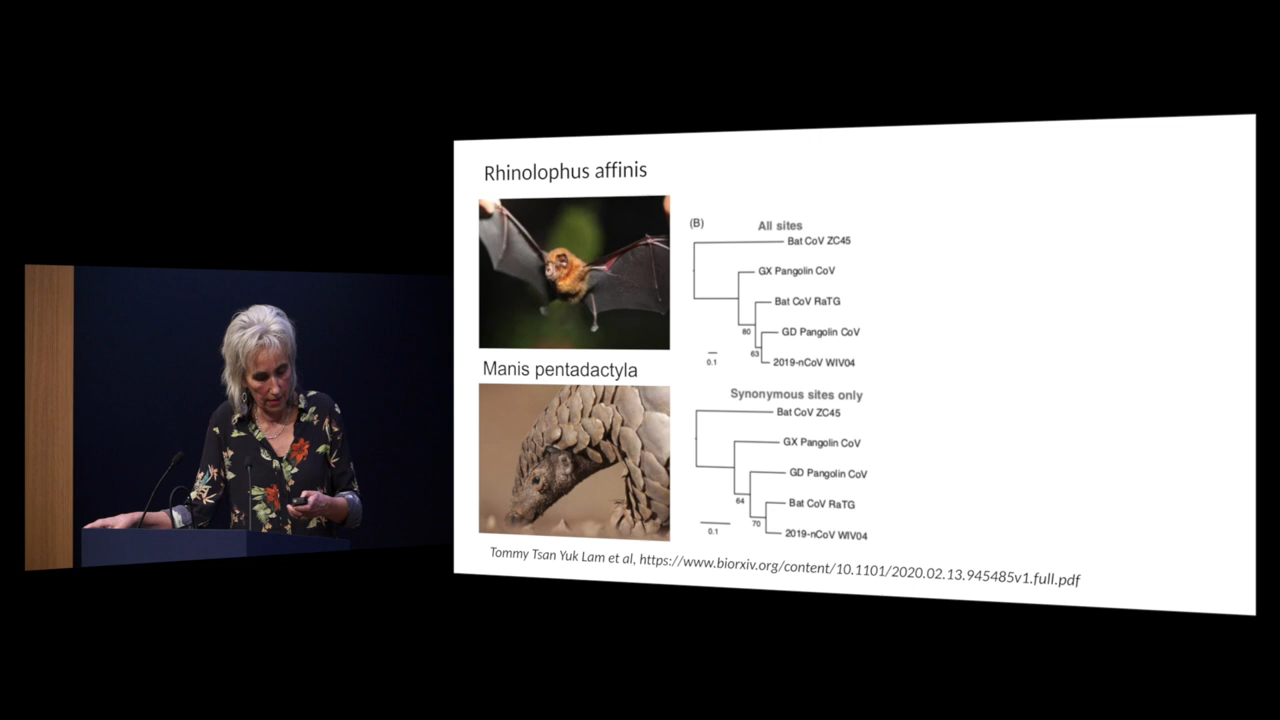 Rhinolophus affinis
Manis pentadactyla
(B)
All sites
Bat CoV ZC45
GX Pangolin CoV
Bat CoV RaTG
80
GD Pangolin CoV
63
0.1
2019-nCoV WIV04
Synonymous sites only
Bat CoV ZC45
GX Pangolin CoV
GD Pangolin CoV
64
Bat CoV RaTG
70
0.1
2019-nCoV WIV04
Tommy Tsan Yuk Lam et al, https://www.biorxiv.org/content/10.1101/2020.02.13.945485v1.full.pdf